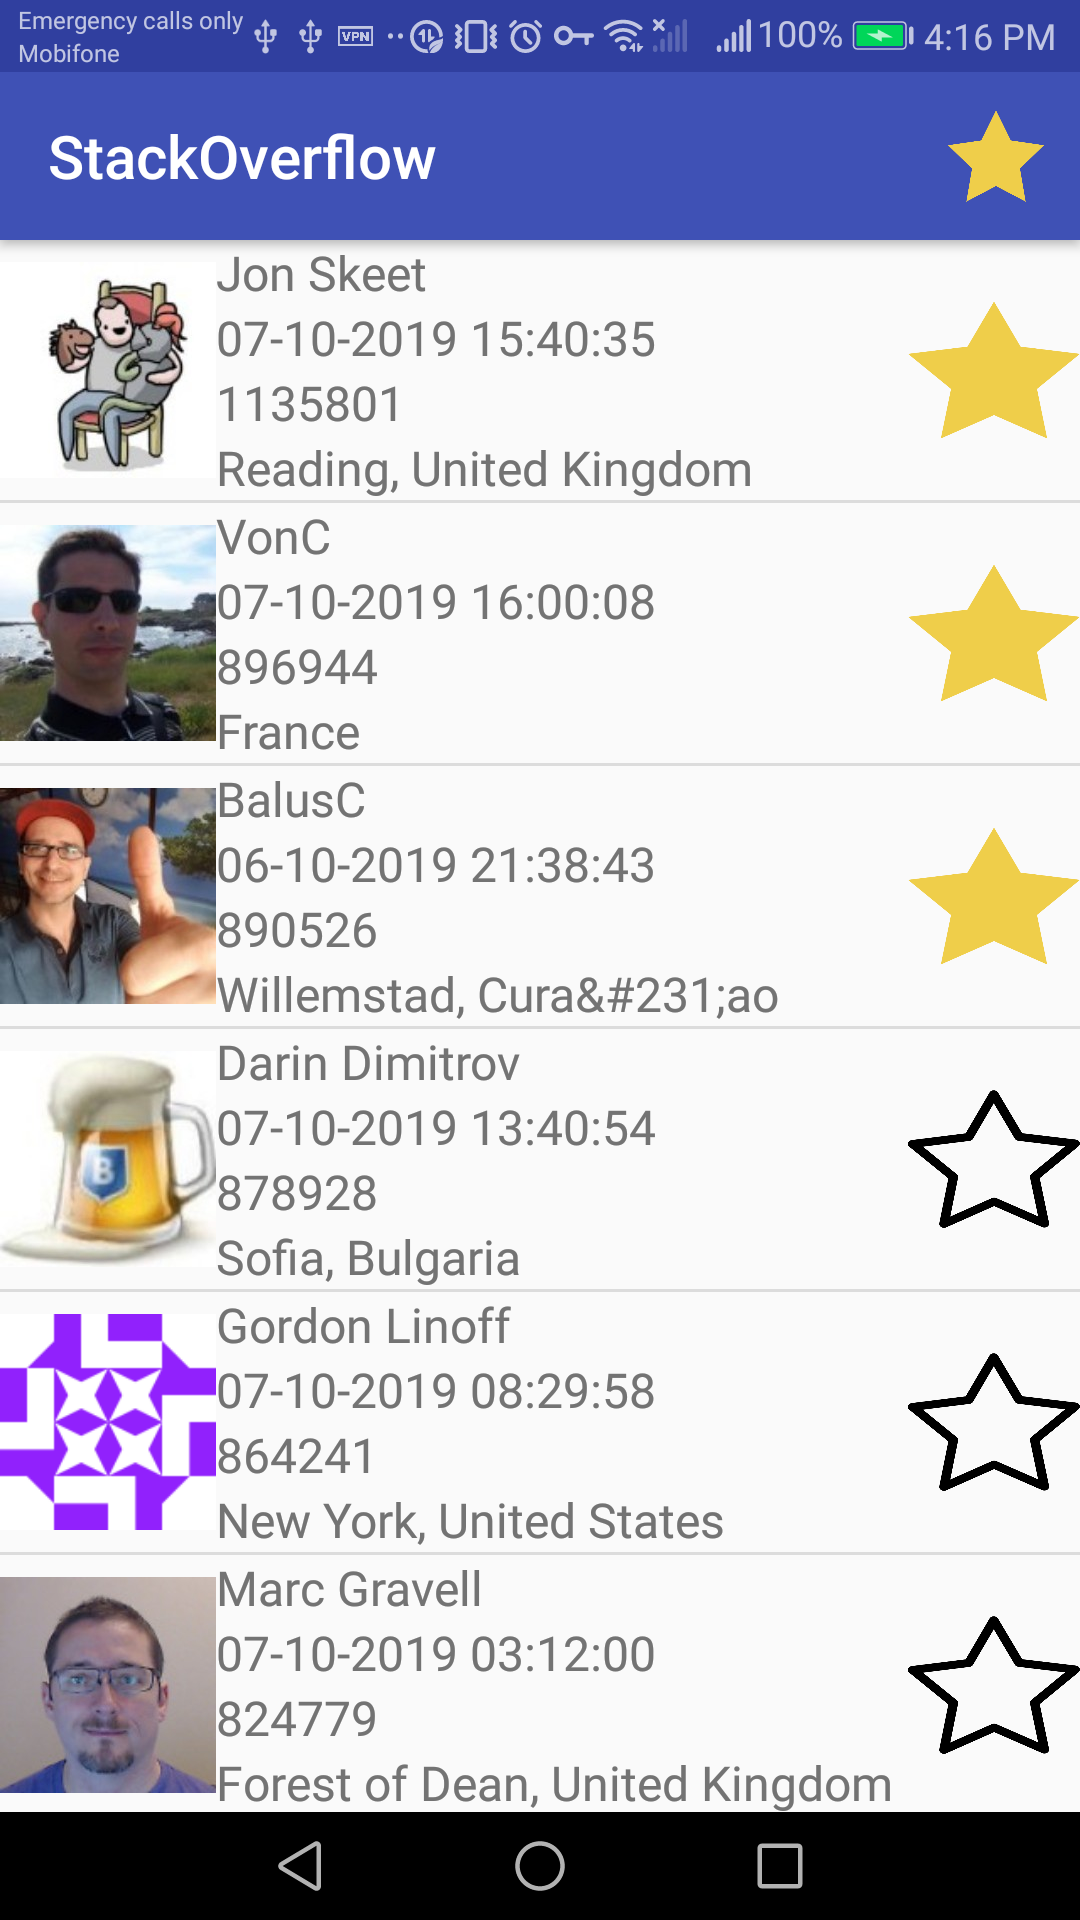 Emergency calls only
Mobifone
VPN
100%
4:16 PM
StackOverflow
Jon Skeet
07-10-2019 15:40:35
1135801
Reading, United Kingdom
VonC
07-10-2019 16:00:08
896944
France
BalusC
06-10-2019 21:38:43
890526
Willemstad, Cura&#231;ao
Darin Dimitrov
07-10-2019 13:40:54
878928
Sofia, Bulgaria
B
Gordon Linoff
07-10-2019 08:29:58
864241
New York, United States
Marc Gravell
07-10-2019 03:12:00
824779
Forest of Dean, United Kingdom